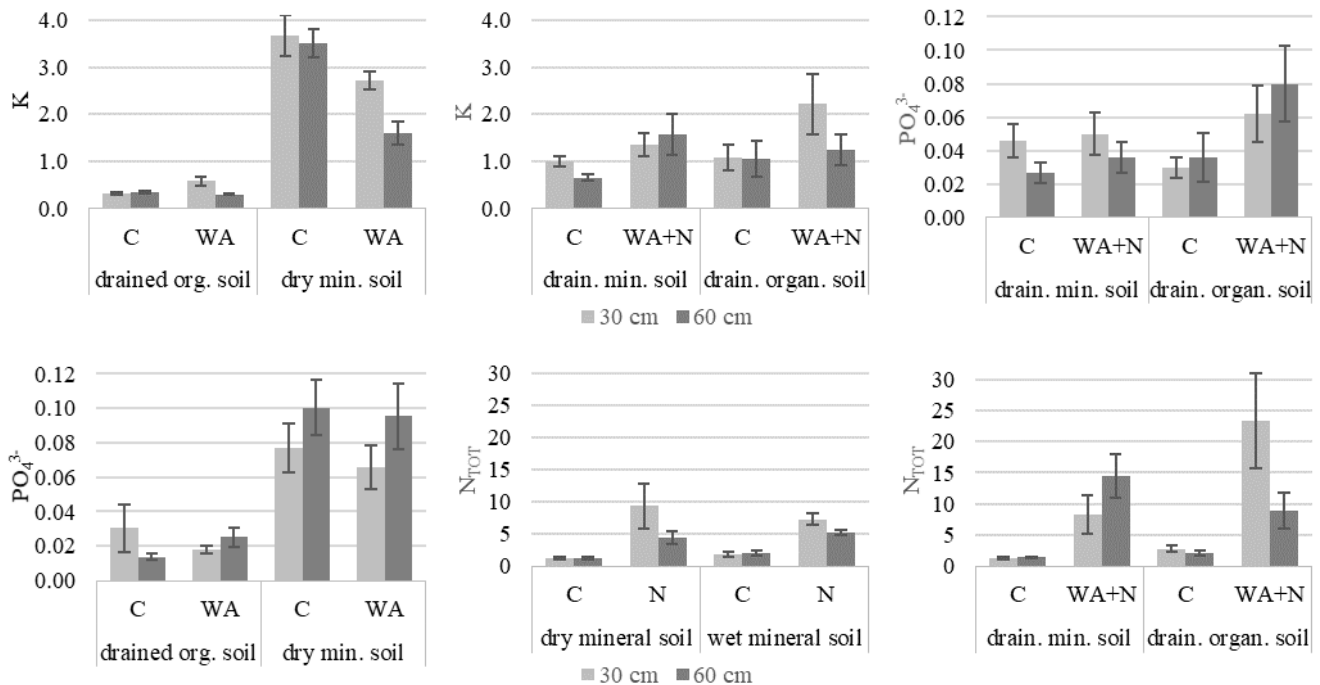 K
4.0
3.0
2.0
1.0
0.0
C WA C WA
drained org. soil dry min. soil
K
4.0
3.0
2.0
1.0
0.0
C WA+N C WA+N
drain. min. soil drain. organ. soil
PO₄³⁻
0.12
0.10
0.08
0.06
0.04
0.02
0.00
C WA+N C WA+N
drain. min. soil drain. organ. soil
30 cm 60 cm
PO₄³⁻
0.12
0.10
0.08
0.06
0.04
0.02
0.00
C WA C WA
drained org. soil dry min. soil
N_TOT
30
25
20
15
10
5
0
C N C N
dry mineral soil wet mineral soil
N_TOT
30
25
20
15
10
5
0
C WA+N C WA+N
drain. min. soil drain. organ. soil
30 cm 60 cm